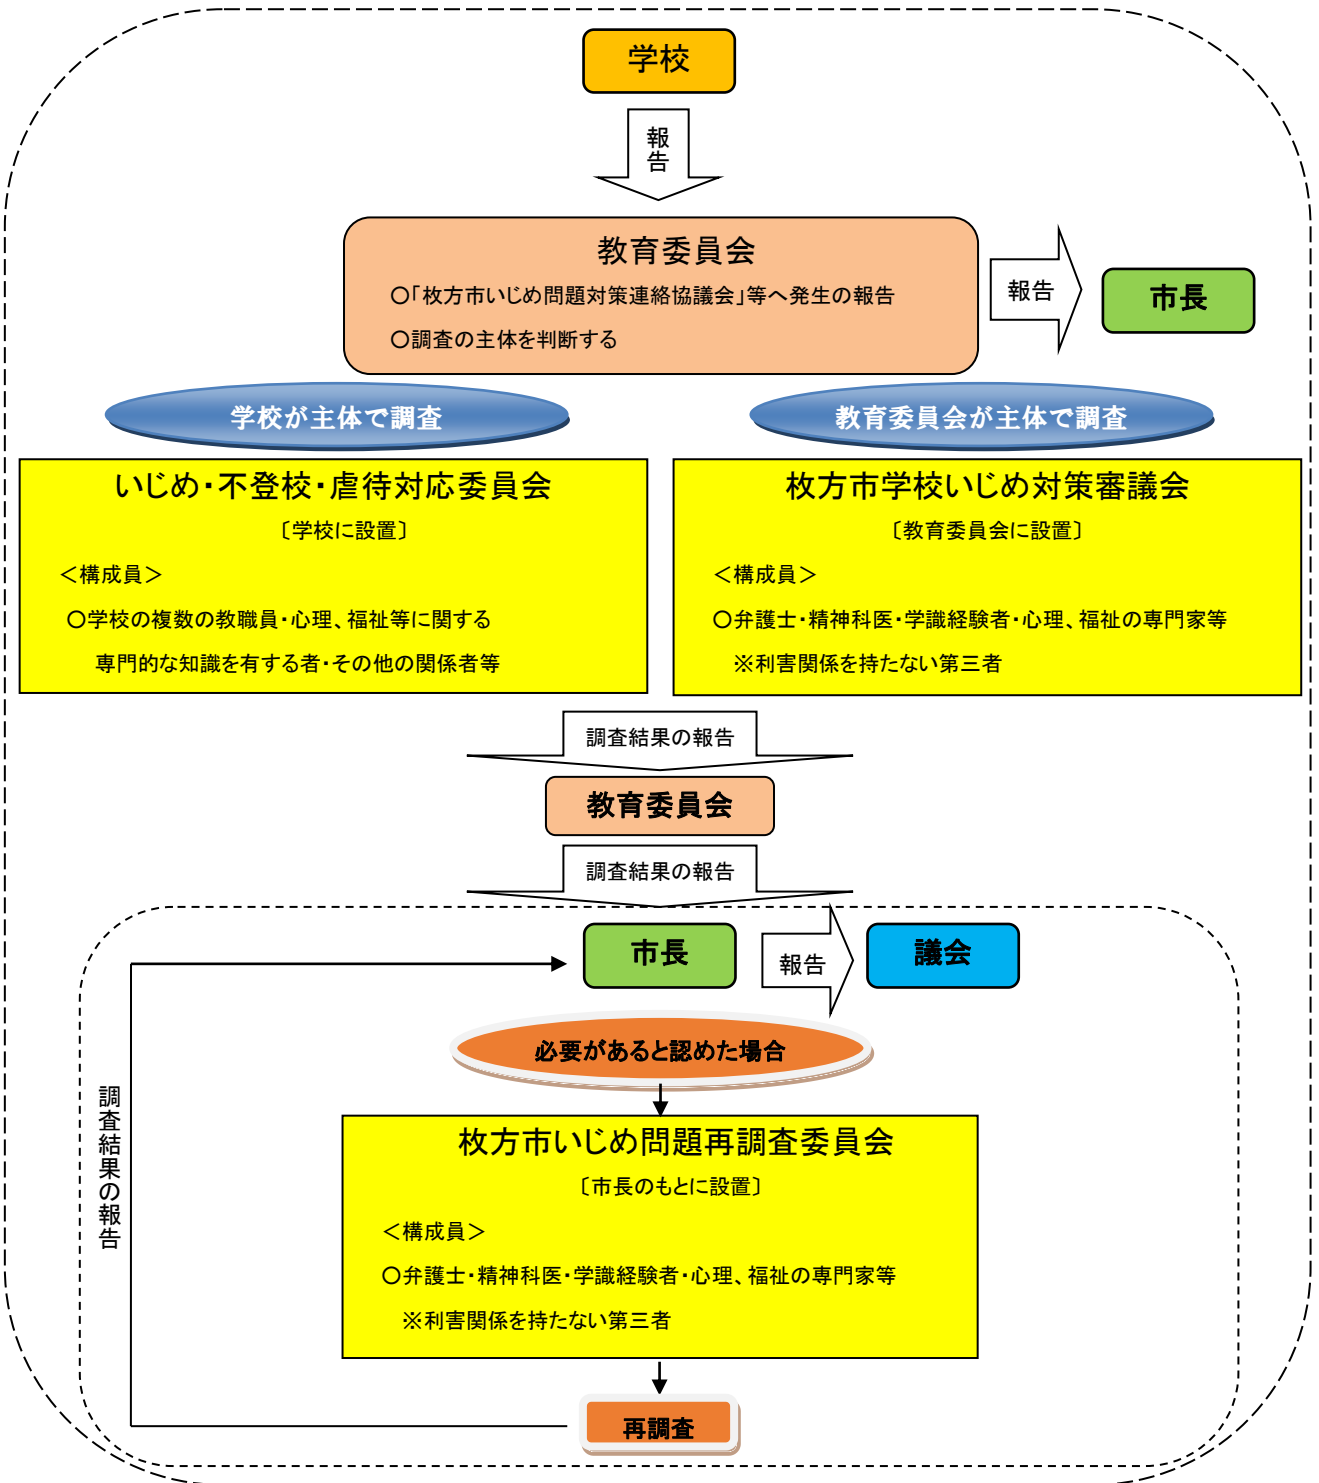 学校
報告
教育委員会
〇「枚方市いじめ問題対策連絡協議会」等へ発生の報告
〇調査の主体を判断する
報告
市長
学校が主体で調査
教育委員会が主体で調査
いじめ・不登校・虐待対応委員会
〔学校に設置〕
＜構成員＞
〇学校の複数の教職員・心理、福祉等に関する
専門的な知識を有する者・その他の関係者等
枚方市学校いじめ対策審議会
〔教育委員会に設置〕
＜構成員＞
〇弁護士・精神科医・学識経験者・心理、福祉の専門家等
※利害関係を持たない第三者
調査結果の報告
教育委員会
調査結果の報告
市長
報告
議会
必要があると認めた場合
調査結果の報告
枚方市いじめ問題再調査委員会
〔市長のもとに設置〕
＜構成員＞
〇弁護士・精神科医・学識経験者・心理、福祉の専門家等
※利害関係を持たない第三者
再調査